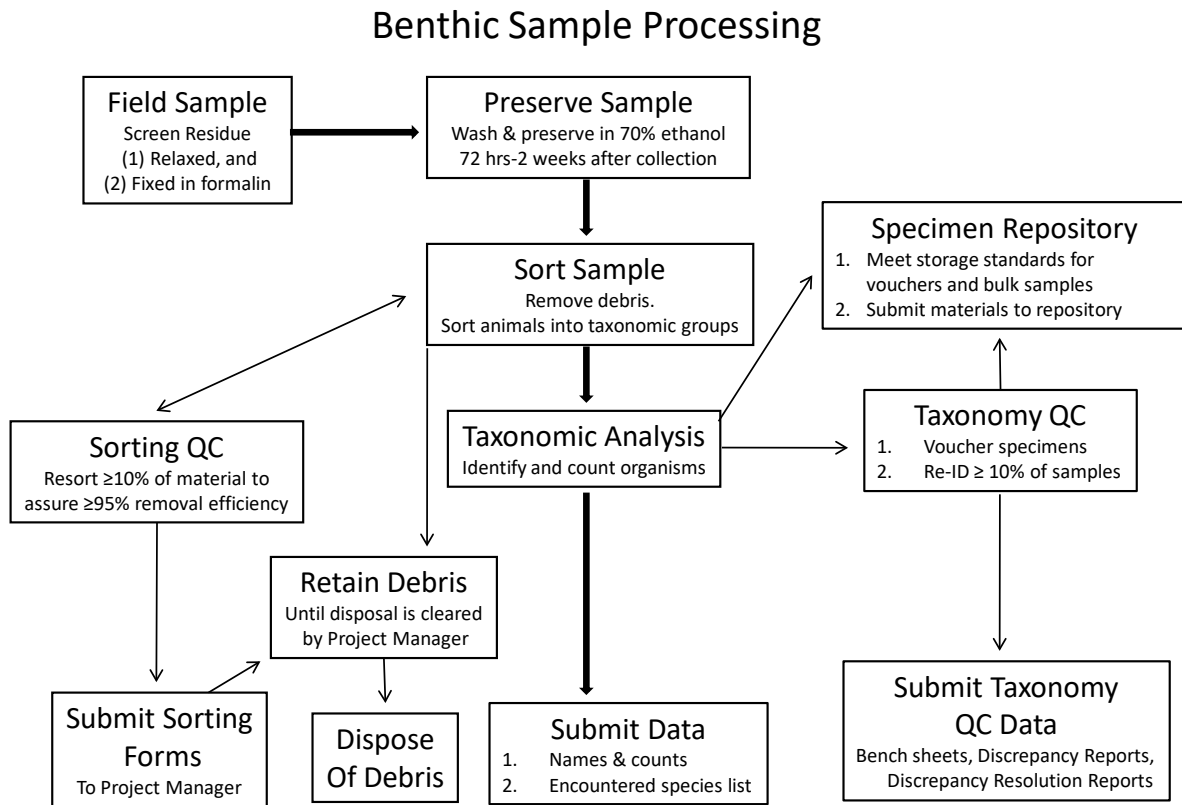 Benthic Sample Processing
Field Sample
Screen Residue
(1) Relaxed, and
(2) Fixed in formalin
Preserve Sample
Wash & preserve in 70% ethanol
72 hrs-2 weeks after collection
Sort Sample
Remove debris.
Sort animals into taxonomic groups
Specimen Repository
1. Meet storage standards for
vouchers and bulk samples
2. Submit materials to repository
Sorting QC
Resort ≥10% of material to
assure ≥95% removal efficiency
Taxonomic Analysis
Identify and count organisms
Taxonomy QC
1. Voucher specimens
2. Re-ID ≥ 10% of samples
Retain Debris
Until disposal is cleared
by Project Manager
Submit Sorting
Forms
To Project Manager
Dispose
Of Debris
Submit Data
1. Names & counts
2. Encountered species list
Submit Taxonomy
QC Data
Bench sheets, Discrepancy Reports,
Discrepancy Resolution Reports